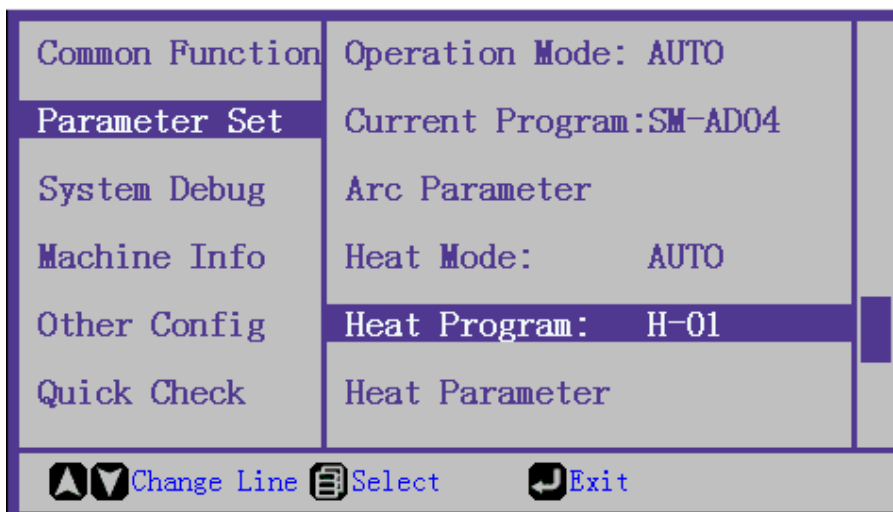 Common Function
Parameter Set
System Debug
Machine Info
Other Config
Quick Check
Operation Mode: AUTO
Current Program:SM-AD04
Arc Parameter
Heat Mode: AUTO
Heat Program: H-01
Heat Parameter
Change Line Select Exit